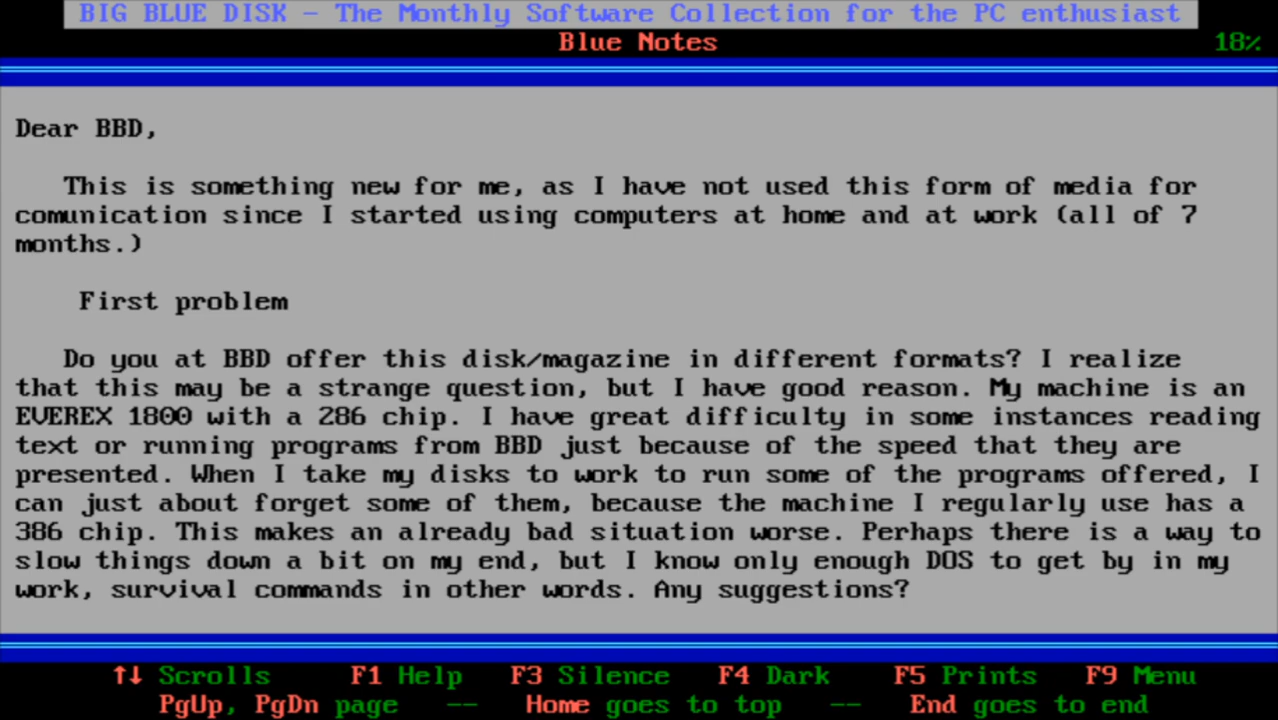 BIG BLUE DISK - The Monthly Software Collection for the PC enthusiast
Blue Notes 18%
Dear BBD,
This is something new for me, as I have not used this form of media for
comunication since I started using computers at home and at work (all of 7
months.)
First problem
Do you at BBD offer this disk/magazine in different formats? I realize
that this may be a strange question, but I have good reason. My machine is an
EVEREX 1800 with a 286 chip. I have great difficulty in some instances reading
text or running programs from BBD just because of the speed that they are
presented. When I take my disks to work to run some of the programs offered, I
can just about forget some of them, because the machine I regularly use has a
386 chip. This makes an already bad situation worse. Perhaps there is a way to
slow things down a bit on my end, but I know only enough DOS to get by in my
work, survival commands in other words. Any suggestions?
↑↓ Scrolls F1 Help F3 Silence F4 Dark F5 Prints F9 Menu
PgUp, PgDn page -- Home goes to top -- End goes to end